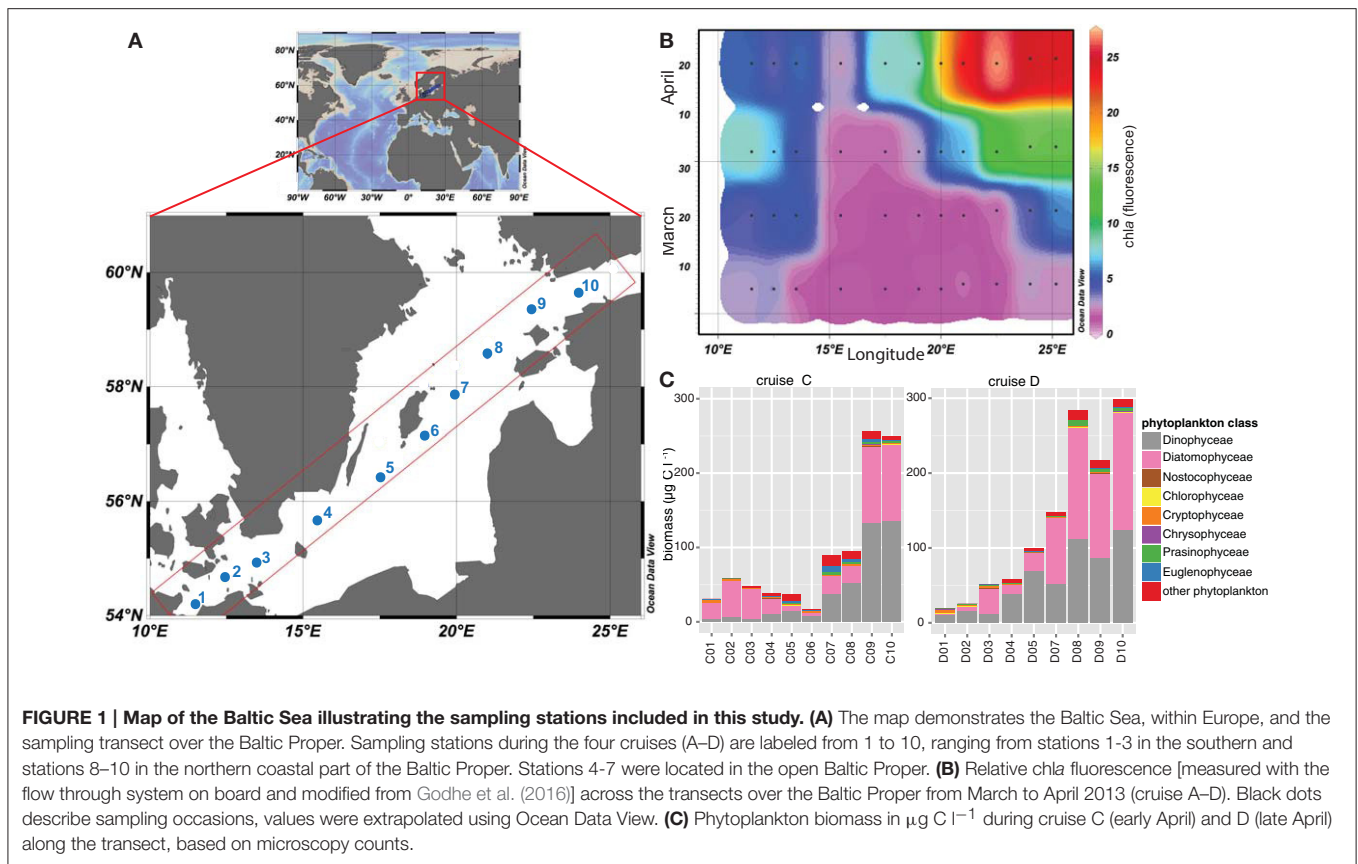 A
80°N
60°N
40°N
20°N
90°W 60°W 30°W 0° 30°E 60°E 90°E
Ocean Data View
60°N
58°N
56°N
54°N
10°E 15°E 20°E 25°E
1
2
3
4
5
6
7
8
9
10
Ocean Data View
B
April
March
20
10
30
20
10
10°E 15°E Longitude 20°E 25°E
Ocean Data View
25
20
15
10
5
0
chla (fluorescence)
C
cruise C
cruise D
biomass (µg C l⁻¹)
300
200
100
0
C01 C02 C03 C04 C05 C06 C07 C08 C09 C10
300
200
100
0
D01 D02 D03 D04 D05 D07 D08 D09 D10
phytoplankton class
Dinophyceae
Diatomophyceae
Nostocophyceae
Chlorophyceae
Cryptophyceae
Chrysophyceae
Prasinophyceae
Euglenophyceae
other phytoplankton
FIGURE 1 | Map of the Baltic Sea illustrating the sampling stations included in this study. (A) The map demonstrates the Baltic Sea, within Europe, and the
sampling transect over the Baltic Proper. Sampling stations during the four cruises (A–D) are labeled from 1 to 10, ranging from stations 1-3 in the southern and
stations 8–10 in the northern coastal part of the Baltic Proper. Stations 4-7 were located in the open Baltic Proper. (B) Relative chla fluorescence [measured with the
flow through system on board and modified from Godhe et al. (2016)] across the transects over the Baltic Proper from March to April 2013 (cruise A–D). Black dots
describe sampling occasions, values were extrapolated using Ocean Data View. (C) Phytoplankton biomass in µg C l⁻¹ during cruise C (early April) and D (late April)
along the transect, based on microscopy counts.